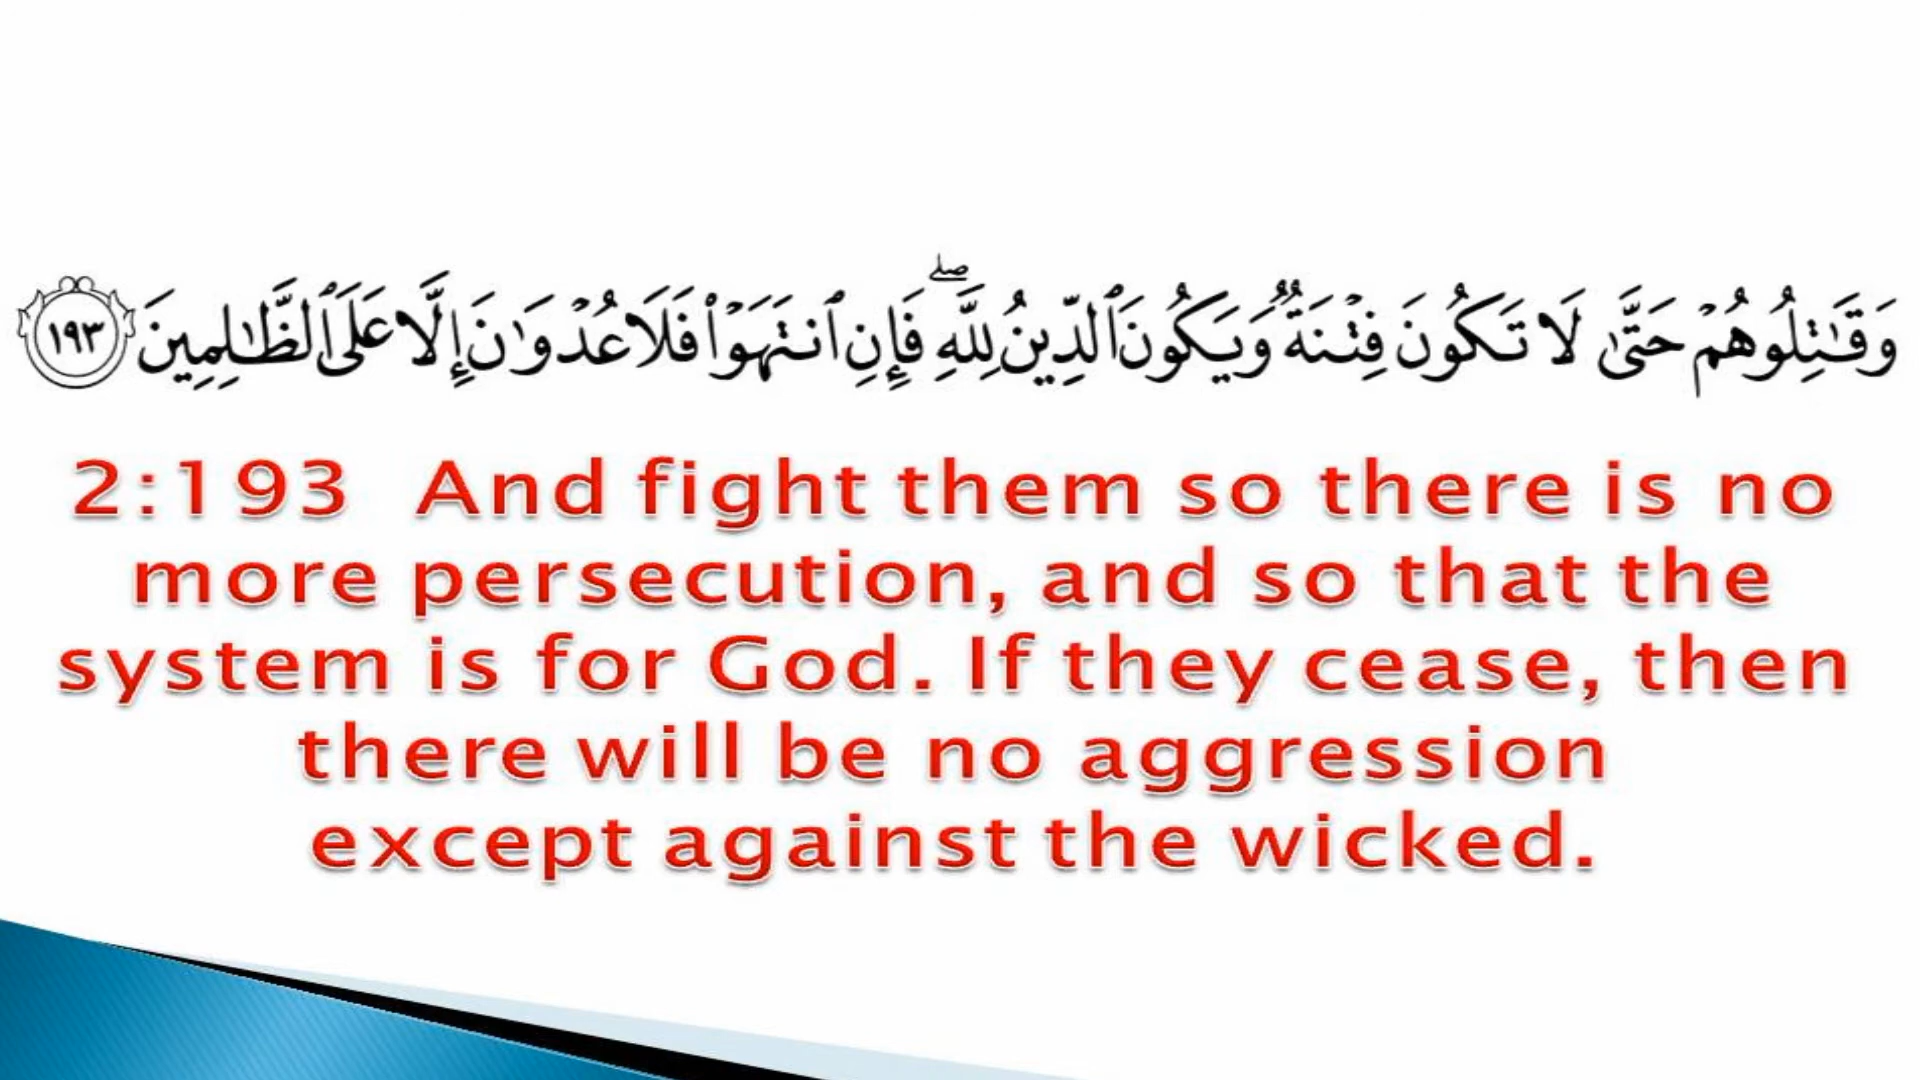 وَقَـٰتِلُوهُمۡ حَتَّىٰ لَا تَكُونَ فِتۡنَةࣱ وَيَكُونَ ٱلدِّينُ لِلَّهِۖ فَإِنِ ٱنتَهَوۡا۟ فَلَا عُدۡوَ ٰ⁠نَ إِلَّا عَلَى ٱلظَّـٰلِمِينَ ١٩٣
2:193 And fight them so there is no
more persecution, and so that the
system is for God. If they cease, then
there will be no aggression
except against the wicked.